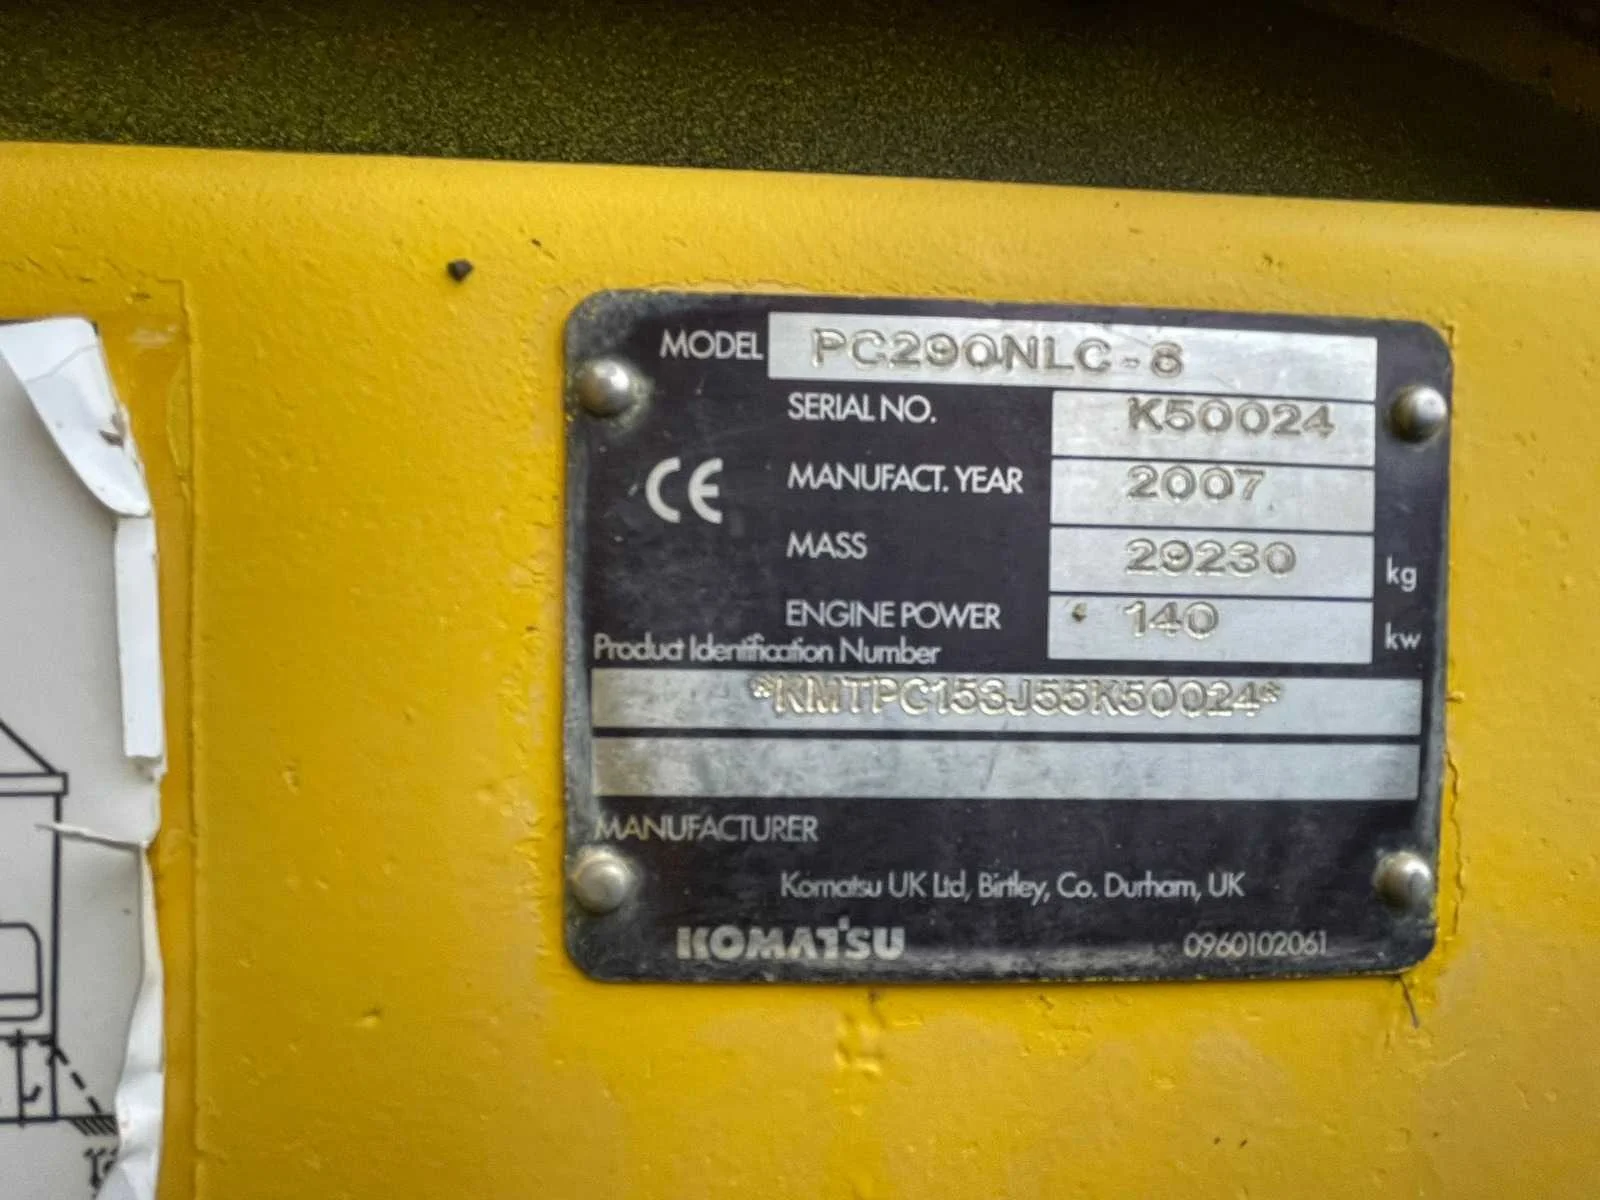 MODEL PC290NLC-8
SERIAL NO. K50024
CE MANUFACT. YEAR 2007
MASS 29230 kg
ENGINE POWER 140 kw
Product Identification Number
*KMTPC153J55K50024*
MANUFACTURER
Komatsu UK Ltd, Birtley, Co. Durham, UK
KOMATSU 0960102061